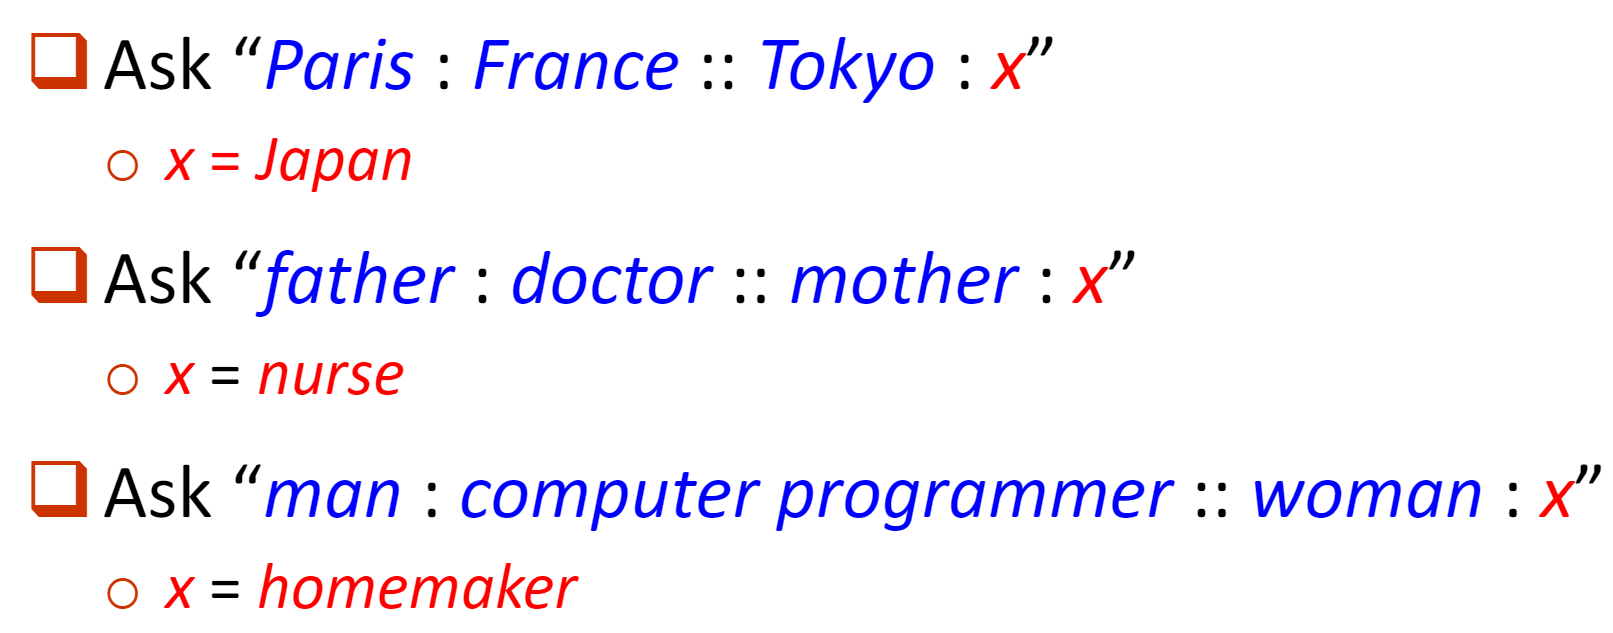 Ask “Paris : France :: Tokyo : x”
x = Japan
Ask “father : doctor :: mother : x”
x = nurse
Ask “man : computer programmer :: woman : x”
x = homemaker